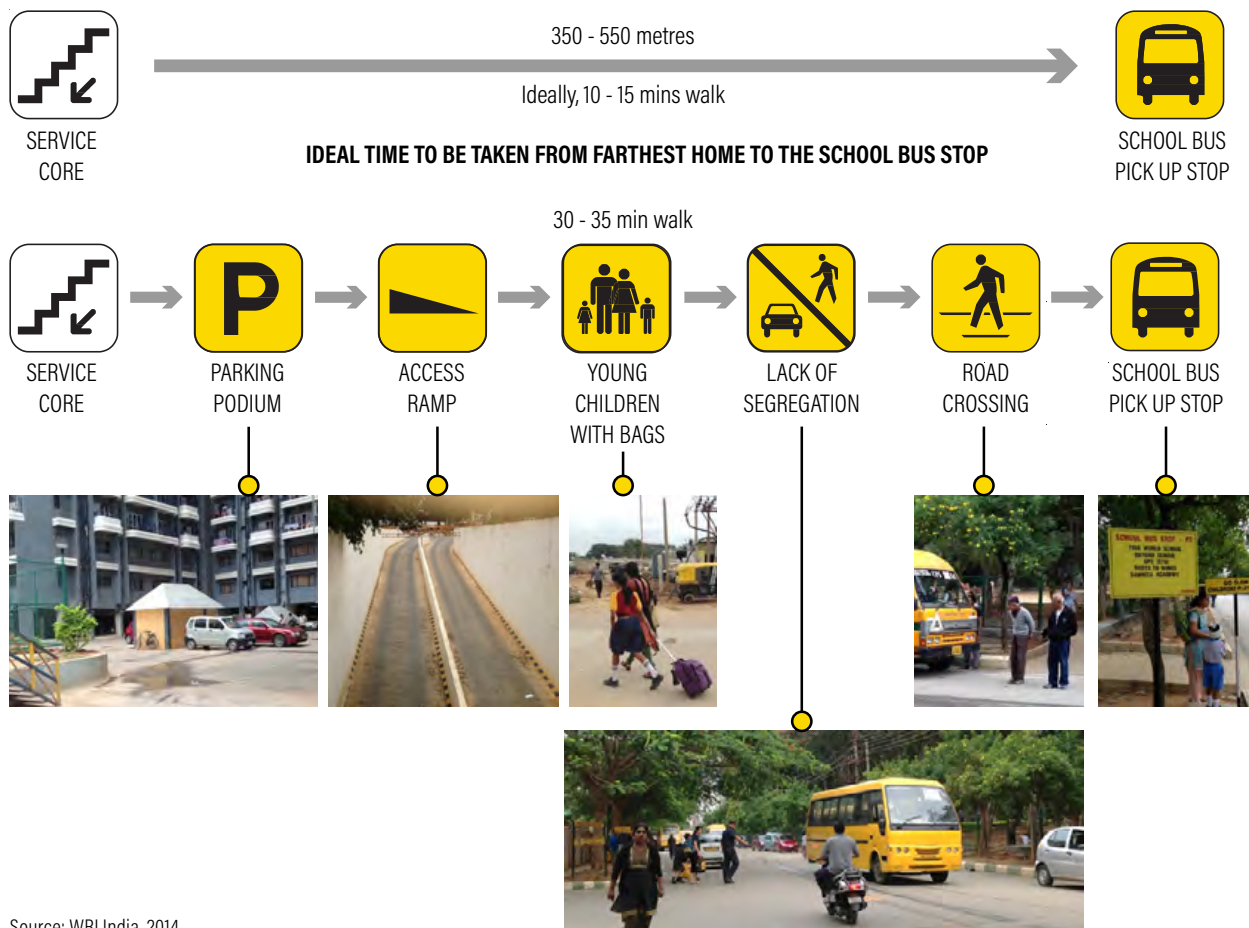 350 - 550 metres
Ideally, 10 - 15 mins walk
SERVICE
CORE
IDEAL TIME TO BE TAKEN FROM FARTHEST HOME TO THE SCHOOL BUS STOP
SCHOOL BUS
PICK UP STOP
30 - 35 min walk
P
SERVICE
CORE
PARKING
PODIUM
ACCESS
RAMP
YOUNG
CHILDREN
WITH BAGS
LACK OF
SEGREGATION
ROAD
CROSSING
SCHOOL BUS
PICK UP STOP
SCHOOL BUS STOP
GO SLOW
Source: WRI India, 2014